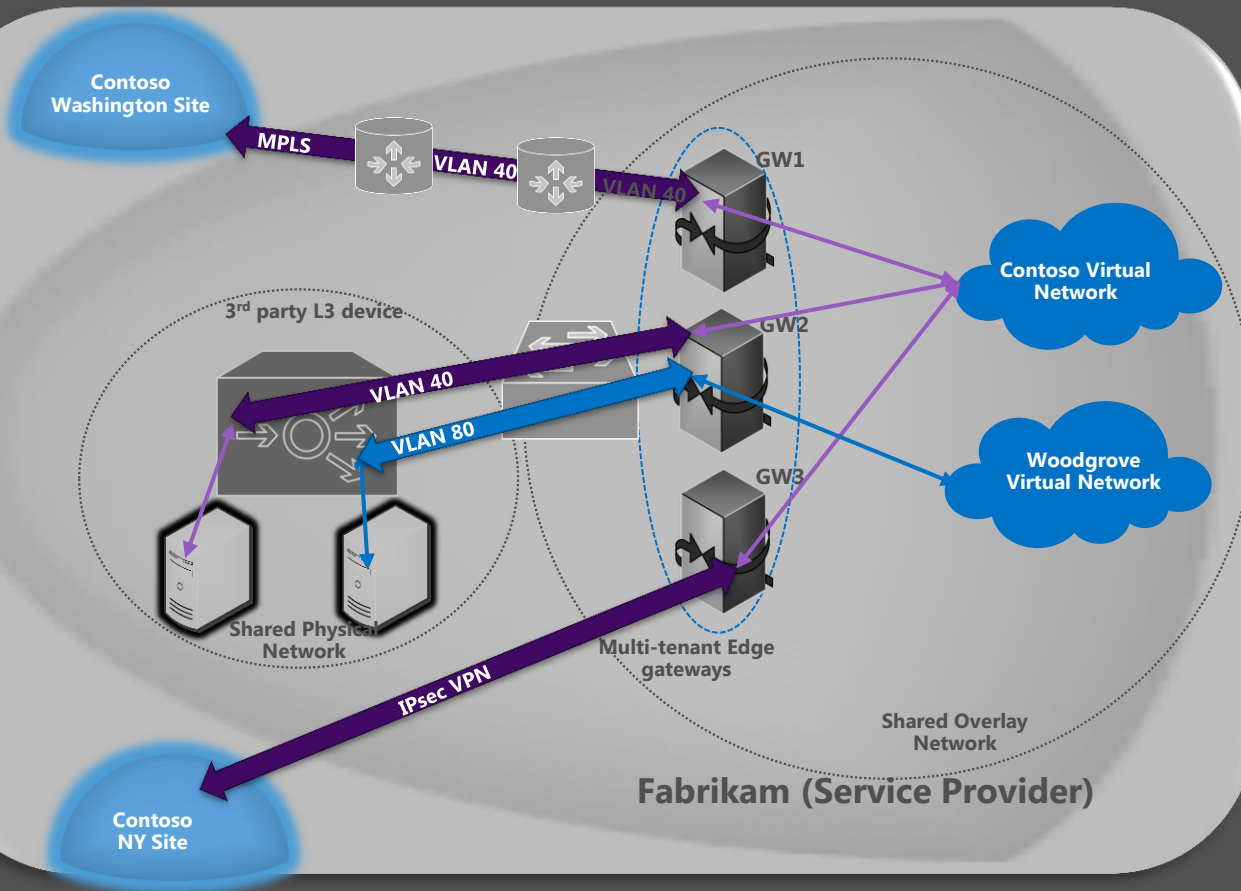 Contoso
Washington Site
MPLS
VLAN 40
VLAN 40
GW1
Contoso Virtual
Network
3rd party L3 device
GW2
VLAN 40
VLAN 80
Woodgrove
Virtual Network
GW3
Shared Physical
Network
Multi-tenant Edge
gateways
IPsec VPN
Shared Overlay
Network
Fabrikam (Service Provider)
Contoso
NY Site